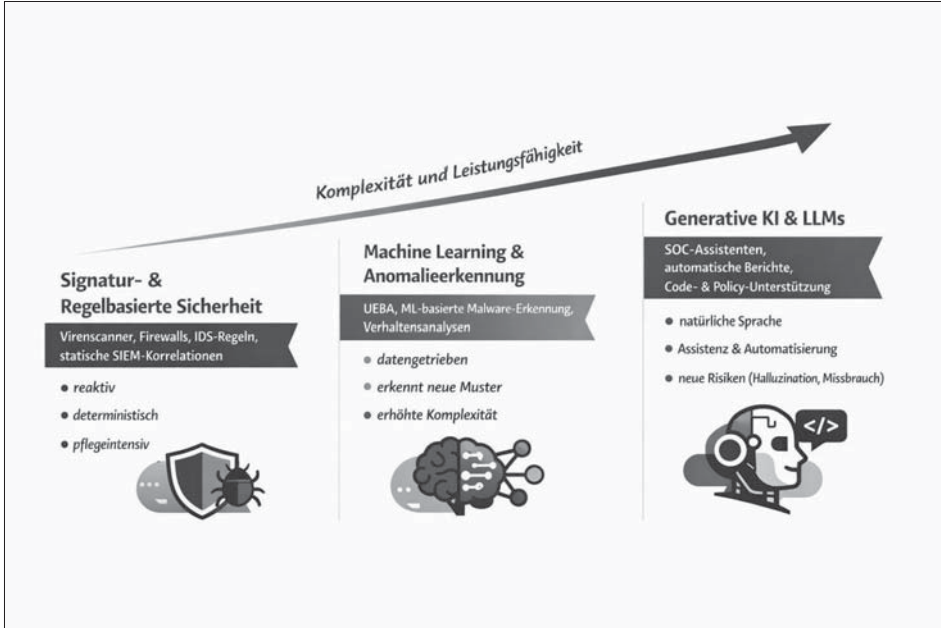 Komplexität und Leistungsfähigkeit
Signatur- &
Regelbasierte Sicherheit
Virenscanner, Firewalls, IDS-Regeln,
statische SIEM-Korrelationen
• reaktiv
• deterministisch
• pflegeintensiv
Machine Learning &
Anomalieerkennung
UEBA, ML-basierte Malware-Erkennung,
Verhaltensanalysen
• datengetrieben
• erkennt neue Muster
• erhöhte Komplexität
Generative KI & LLMs
SOC-Assistenten,
automatische Berichte,
Code- & Policy-Unterstützung
• natürliche Sprache
• Assistenz & Automatisierung
• neue Risiken (Halluzination, Missbrauch)
</>